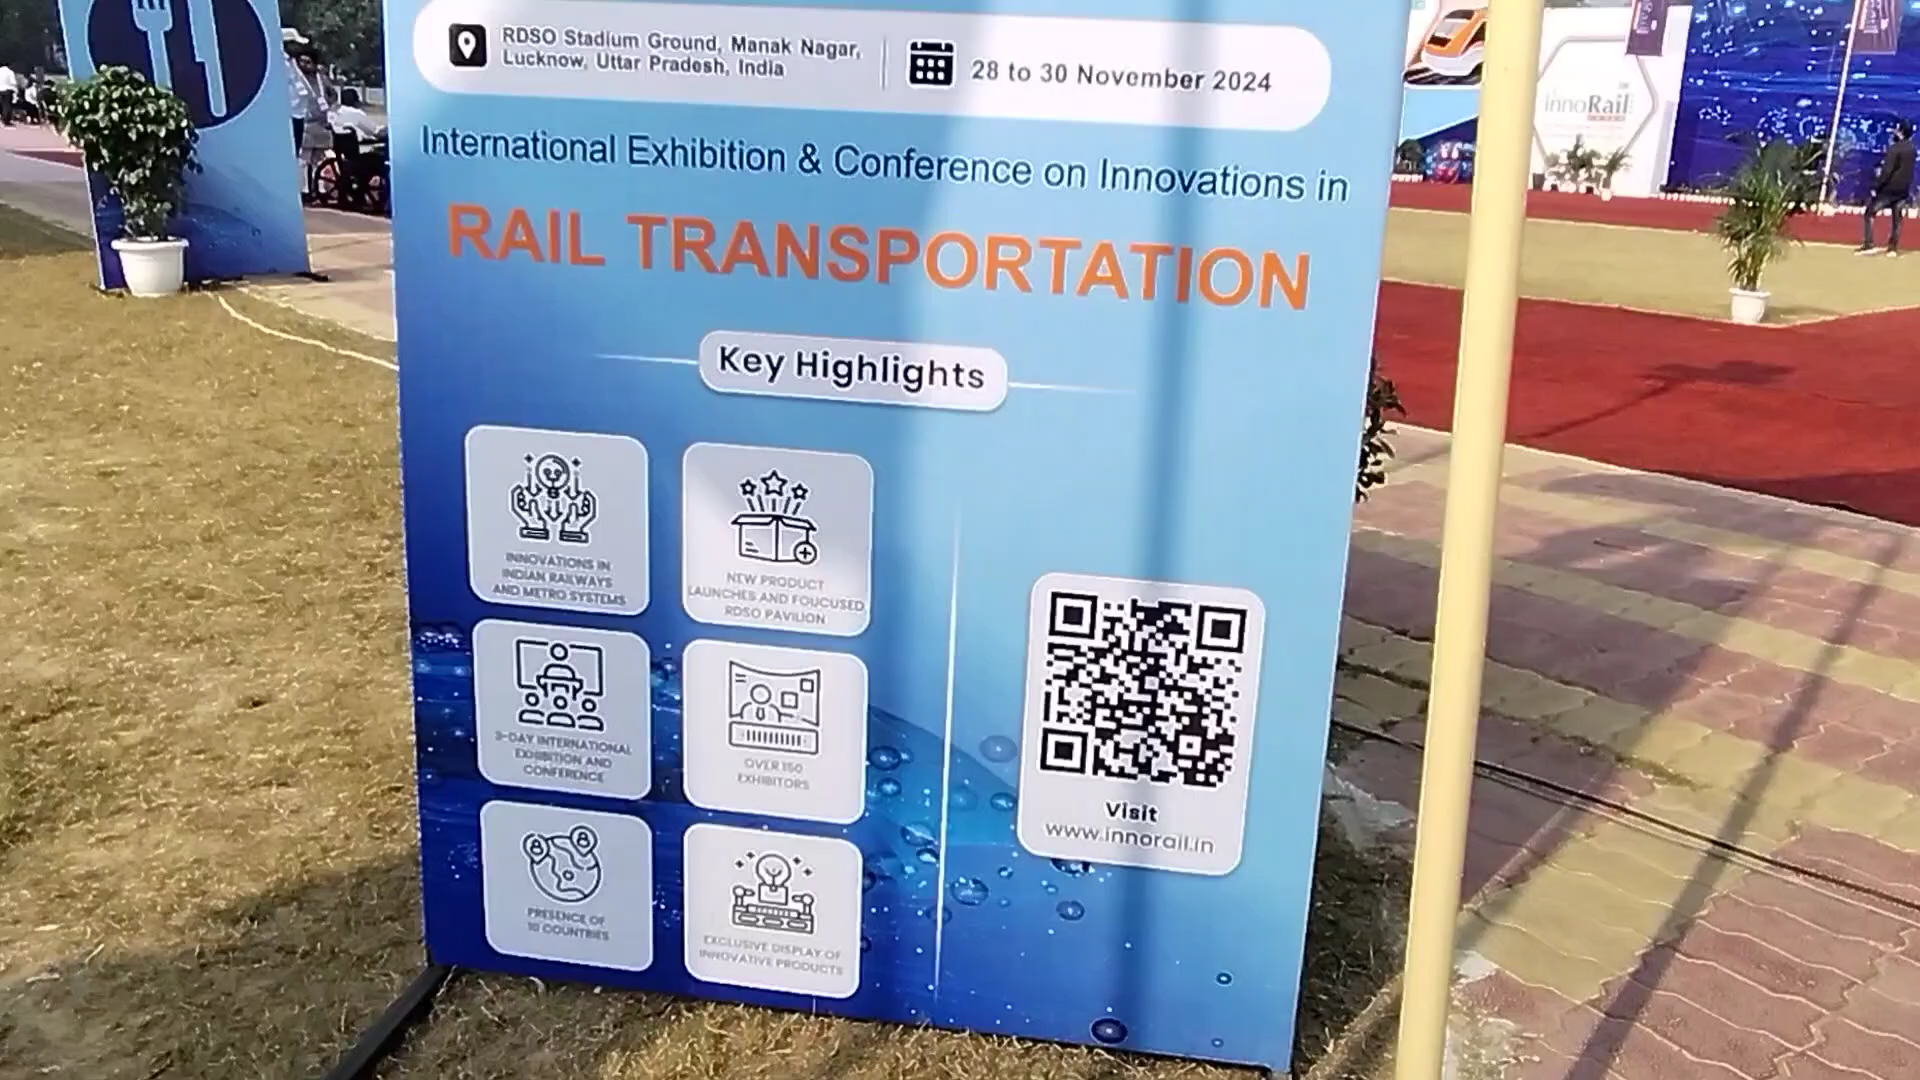 RDSO Stadium Ground, Manak Nagar,
Lucknow, Uttar Pradesh, India
28 to 30 November 2024
International Exhibition & Conference on Innovations in
RAIL TRANSPORTATION
Key Highlights
INNOVATIONS IN
INDIAN RAILWAYS
AND METRO SYSTEMS
NEW PRODUCT
LAUNCHES AND FOUCUSED
RDSO PAVILION
3-DAY INTERNATIONAL
EXHIBITION AND
CONFERENCE
OVER 150
EXHIBITORS
PRESENCE OF
10 COUNTRIES
EXCLUSIVE DISPLAY OF
INNOVATIVE PRODUCTS
Visit
www.innorail.in
InnoRail